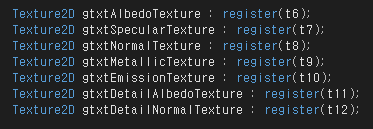 Texture2D gtxtAlbedoTexture : register(t6);
Texture2D gtxtSpecularTexture : register(t7);
Texture2D gtxtNormalTexture : register(t8);
Texture2D gtxtMetallicTexture : register(t9);
Texture2D gtxtEmissionTexture : register(t10);
Texture2D gtxtDetailAlbedoTexture : register(t11);
Texture2D gtxtDetailNormalTexture : register(t12);